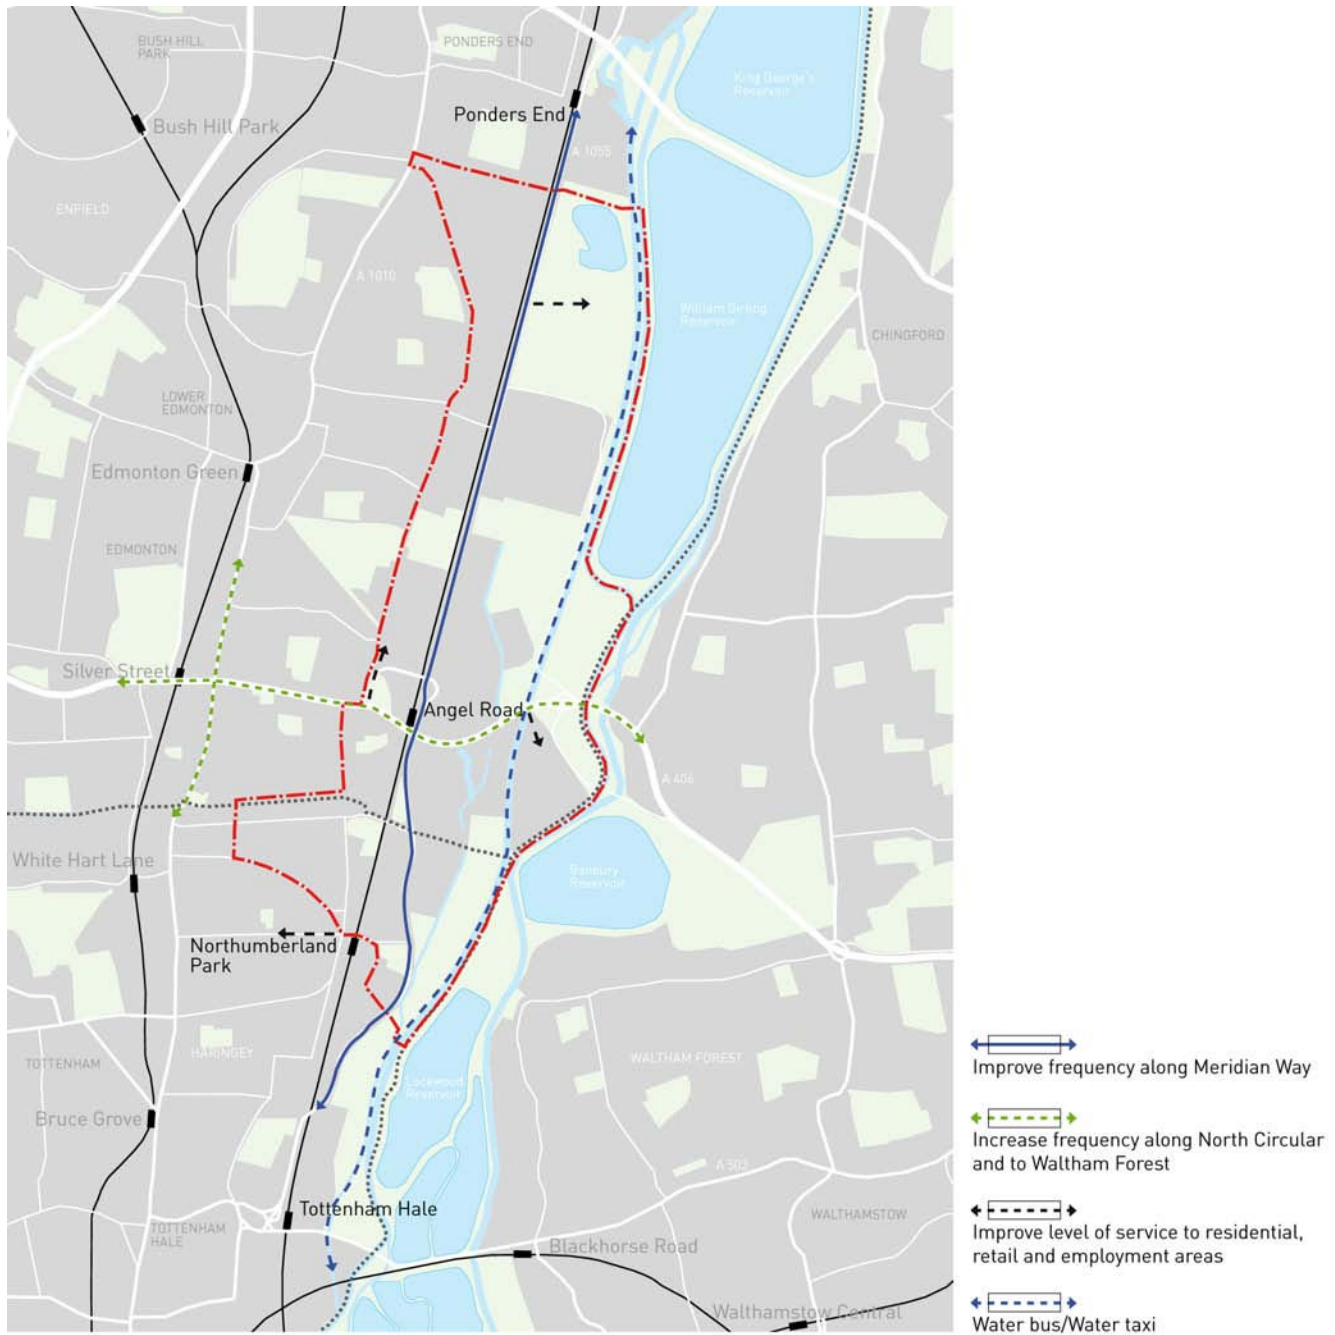 BUSH HILL
PARK
PONDERS END
King George's
Reservoir
Ponders End
Bush Hill Park
A 1055
ENFIELD
A 1010
William Girling
Reservoir
CHINGFORD
LOWER
EDMONTON
Edmonton Green
EDMONTON
Silver Street
Angel Road
A 406
White Hart Lane
Banbury
Reservoir
Northumberland
Park
TOTTENHAM
HARINGEY
WALTHAM FOREST
Lockwood
Reservoir
Bruce Grove
A 503
Tottenham Hale
TOTTENHAM
HALE
WALTHAMSTOW
Blackhorse Road
Walthamstow Central
Improve frequency along Meridian Way
Increase frequency along North Circular
and to Waltham Forest
Improve level of service to residential,
retail and employment areas
Water bus/Water taxi